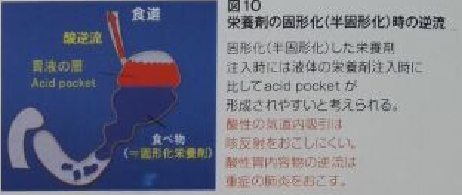 食道
酸逆流
胃液の層
Acid pocket
食べ物
(=固形化栄養剤)
図10
栄養剤の固形化(半固形化)時の逆流
固形化(半固形化)した栄養剤
注入時には液体の栄養剤注入時に
比してacid pocket が
形成されやすいと考えられる。
酸性の気道内吸引は
咳反射をおこしにくい。
酸性胃内容物の逆流は
重症の肺炎をおこす。